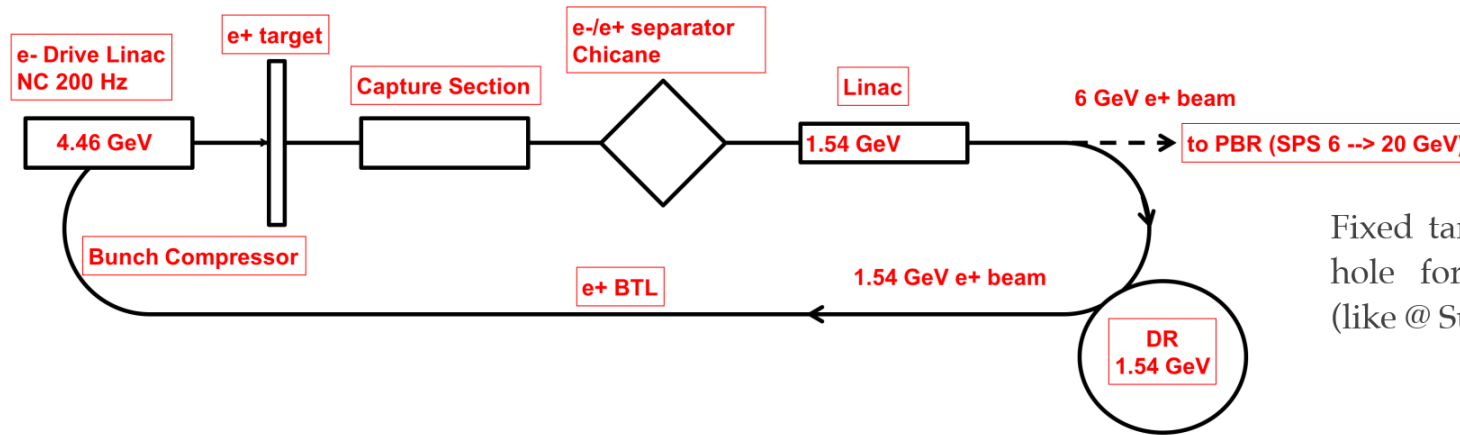 e- Drive Linac
NC 200 Hz
e+ target
Capture Section
e-/e+ separator
Chicane
Linac
6 GeV e+ beam
4.46 GeV
1.54 GeV
to PBR (SPS 6 --> 20 GeV)
Bunch Compressor
e+ BTL
1.54 GeV e+ beam
DR
1.54 GeV
Fixed
hole for
(like @